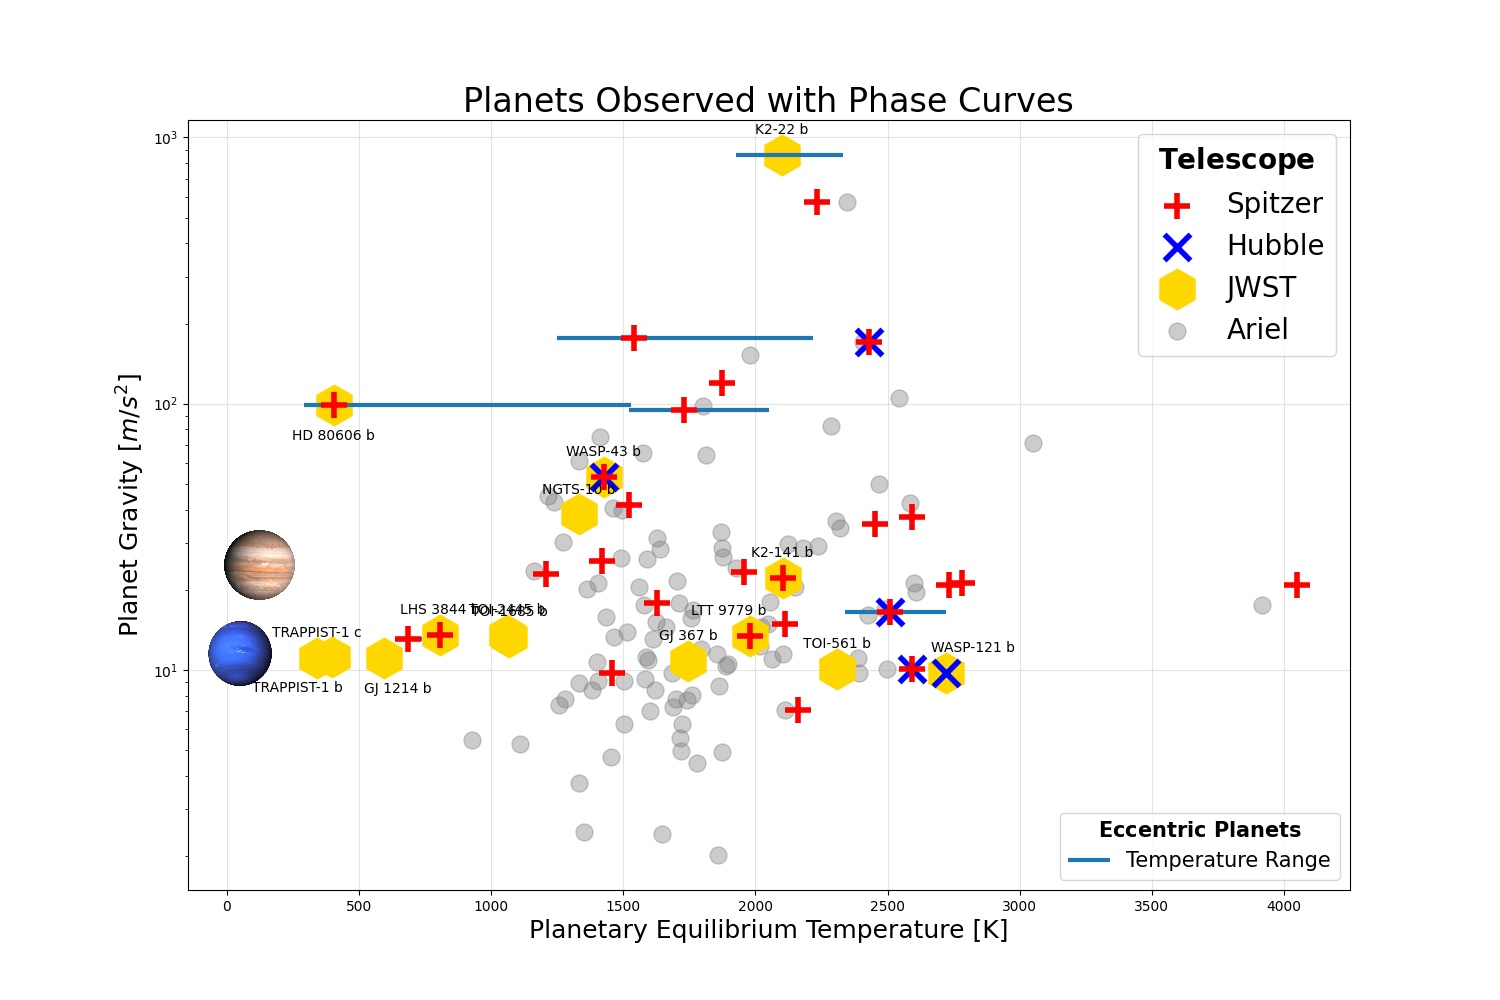 Planets Observed with Phase Curves
K2-22 b
Telescope
Spitzer
Hubble
JWST
Ariel
HD 80606 b
WASP-43 b
NGTS-10 b
K2-141 b
LHS 3844 b
TOI-2445 b
TOI-1685 b
LTT 9779 b
TRAPPIST-1 c
GJ 367 b
TOI-561 b
WASP-121 b
TRAPPIST-1 b
GJ 1214 b
Eccentric Planets
Temperature Range
10³
10²
10¹
Planet Gravity [m/s²]
0 500 1000 1500 2000 2500 3000 3500 4000
Planetary Equilibrium Temperature [K]